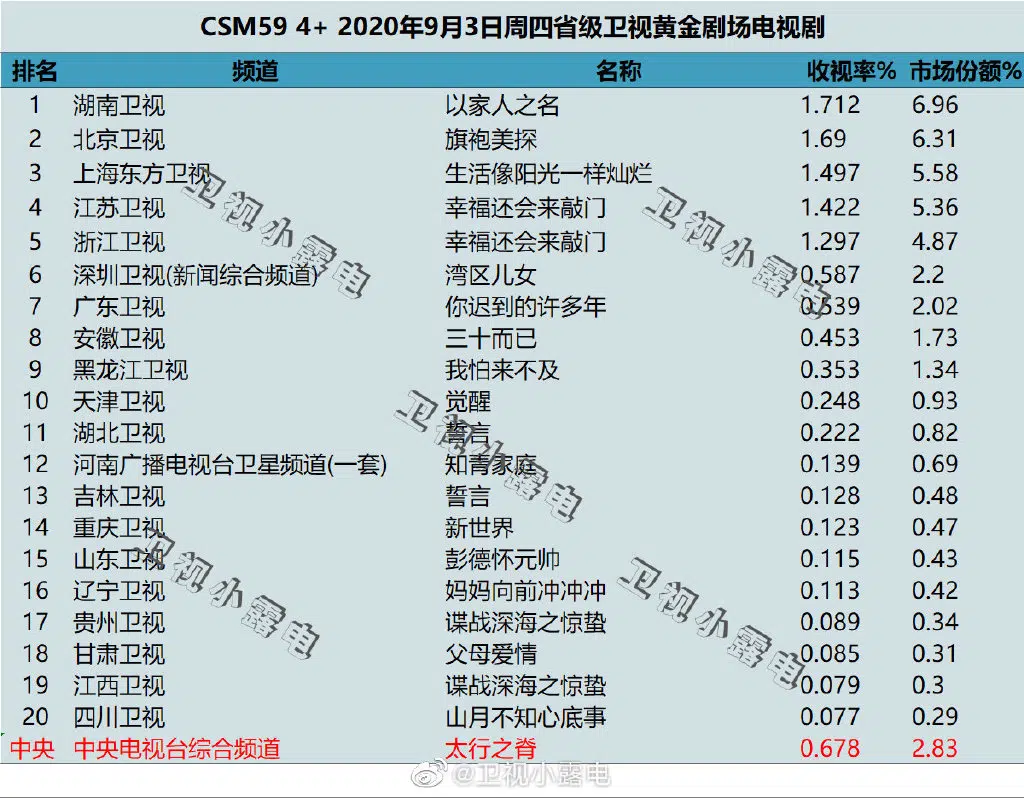 CSM59 4+ 2020年9月3日周四省级卫视黄金剧场电视剧
排名 频道 名称 收视率% 市场份额%
1 湖南卫视 以家人之名 1.712 6.96
2 北京卫视 旗袍美探 1.69 6.31
3 上海东方卫视 生活像阳光一样灿烂 1.497 5.58
4 江苏卫视 幸福还会来敲门 1.422 5.36
5 浙江卫视 幸福还会来敲门 1.297 4.87
6 深圳卫视(新闻综合频道) 湾区儿女 0.587 2.2
7 广东卫视 你迟到的许多年 0.539 2.02
8 安徽卫视 三十而已 0.453 1.73
9 黑龙江卫视 我怕来不及 0.353 1.34
10 天津卫视 觉醒 0.248 0.93
11 湖北卫视 誓言 0.222 0.82
12 河南广播电视台卫星频道(一套) 知青家庭 0.139 0.69
13 吉林卫视 誓言 0.128 0.48
14 重庆卫视 新世界 0.123 0.47
15 山东卫视 彭德怀元帅 0.115 0.43
16 辽宁卫视 妈妈向前冲冲冲 0.113 0.42
17 贵州卫视 谍战深海之惊蛰 0.089 0.34
18 甘肃卫视 父母爱情 0.085 0.31
19 江西卫视 谍战深海之惊蛰 0.079 0.3
20 四川卫视 山月不知心底事 0.077 0.29
中央 中央电视台综合频道 太行之脊 0.678 2.83
卫视小露电
卫视小露电
卫视小露电
卫视小露电
卫视小露电
@卫视小露电